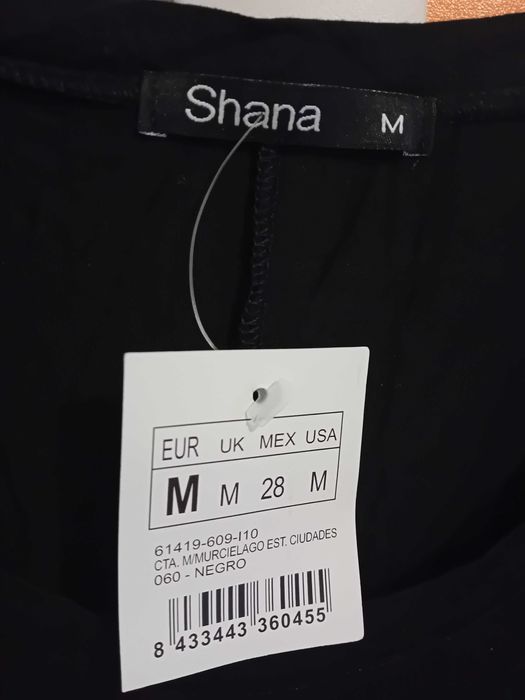 Shana M
EUR UK MEX USA
M M 28 M
61419-609-I10
CTA. M/MURCIELAGO EST. CIUDADES
060 - NEGRO
8 433443 360455